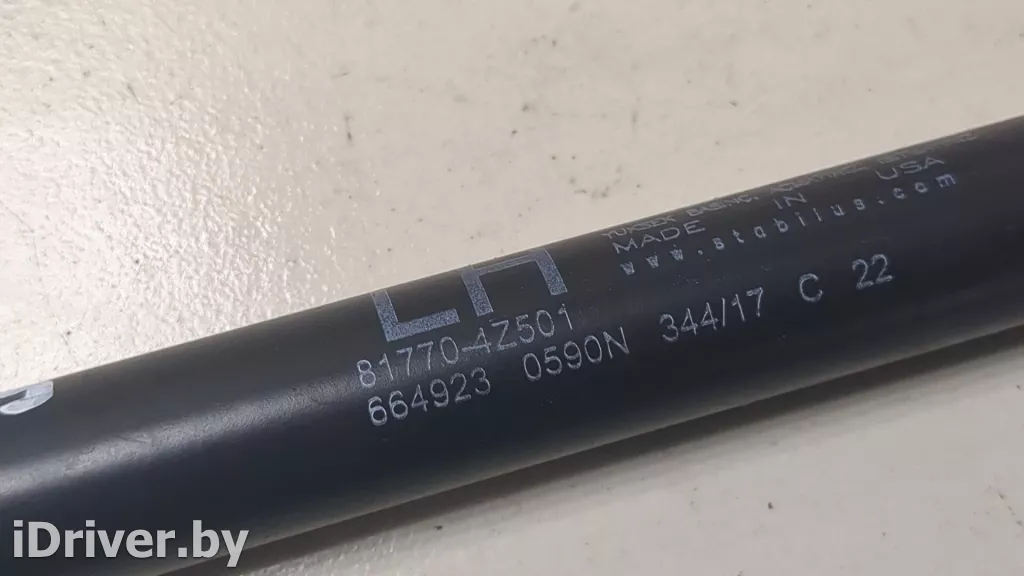 MADE IN USA
www.stabilus.com
LH
81770-4Z501
664923 0590N 344/17 C 22
iDriver.by